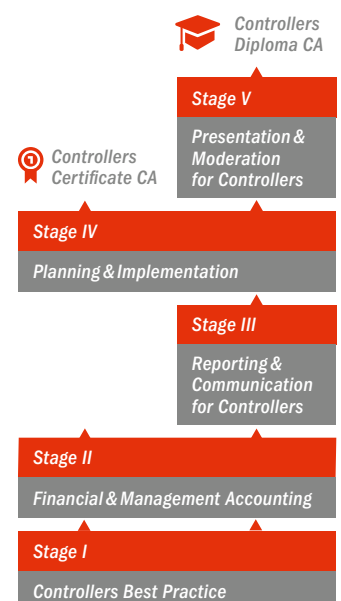 Controllers
Diploma CA
Stage V
Presentation &
Moderation
for Controllers
Controllers
Certificate CA
Stage IV
Planning & Implementation
Stage III
Reporting &
Communication
for Controllers
Stage II
Financial & Management Accounting
Stage I
Controllers Best Practice